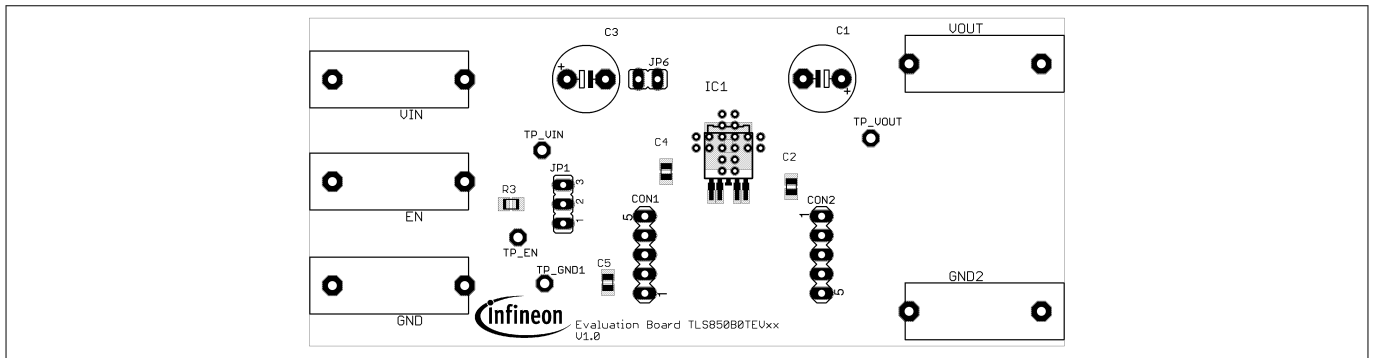 C3
C1
VOUT
JP6
IC1
+
+
VIN
TP_VIN
TP_VOUT
C4
C2
JP1
3
2
1
R3
EN
CON1
5
1
CON2
1
5
TP_EN
C5
TP_GND1
GND2
GND
infineon
Evaluation Board TLS850B0TEVxx
V1.0